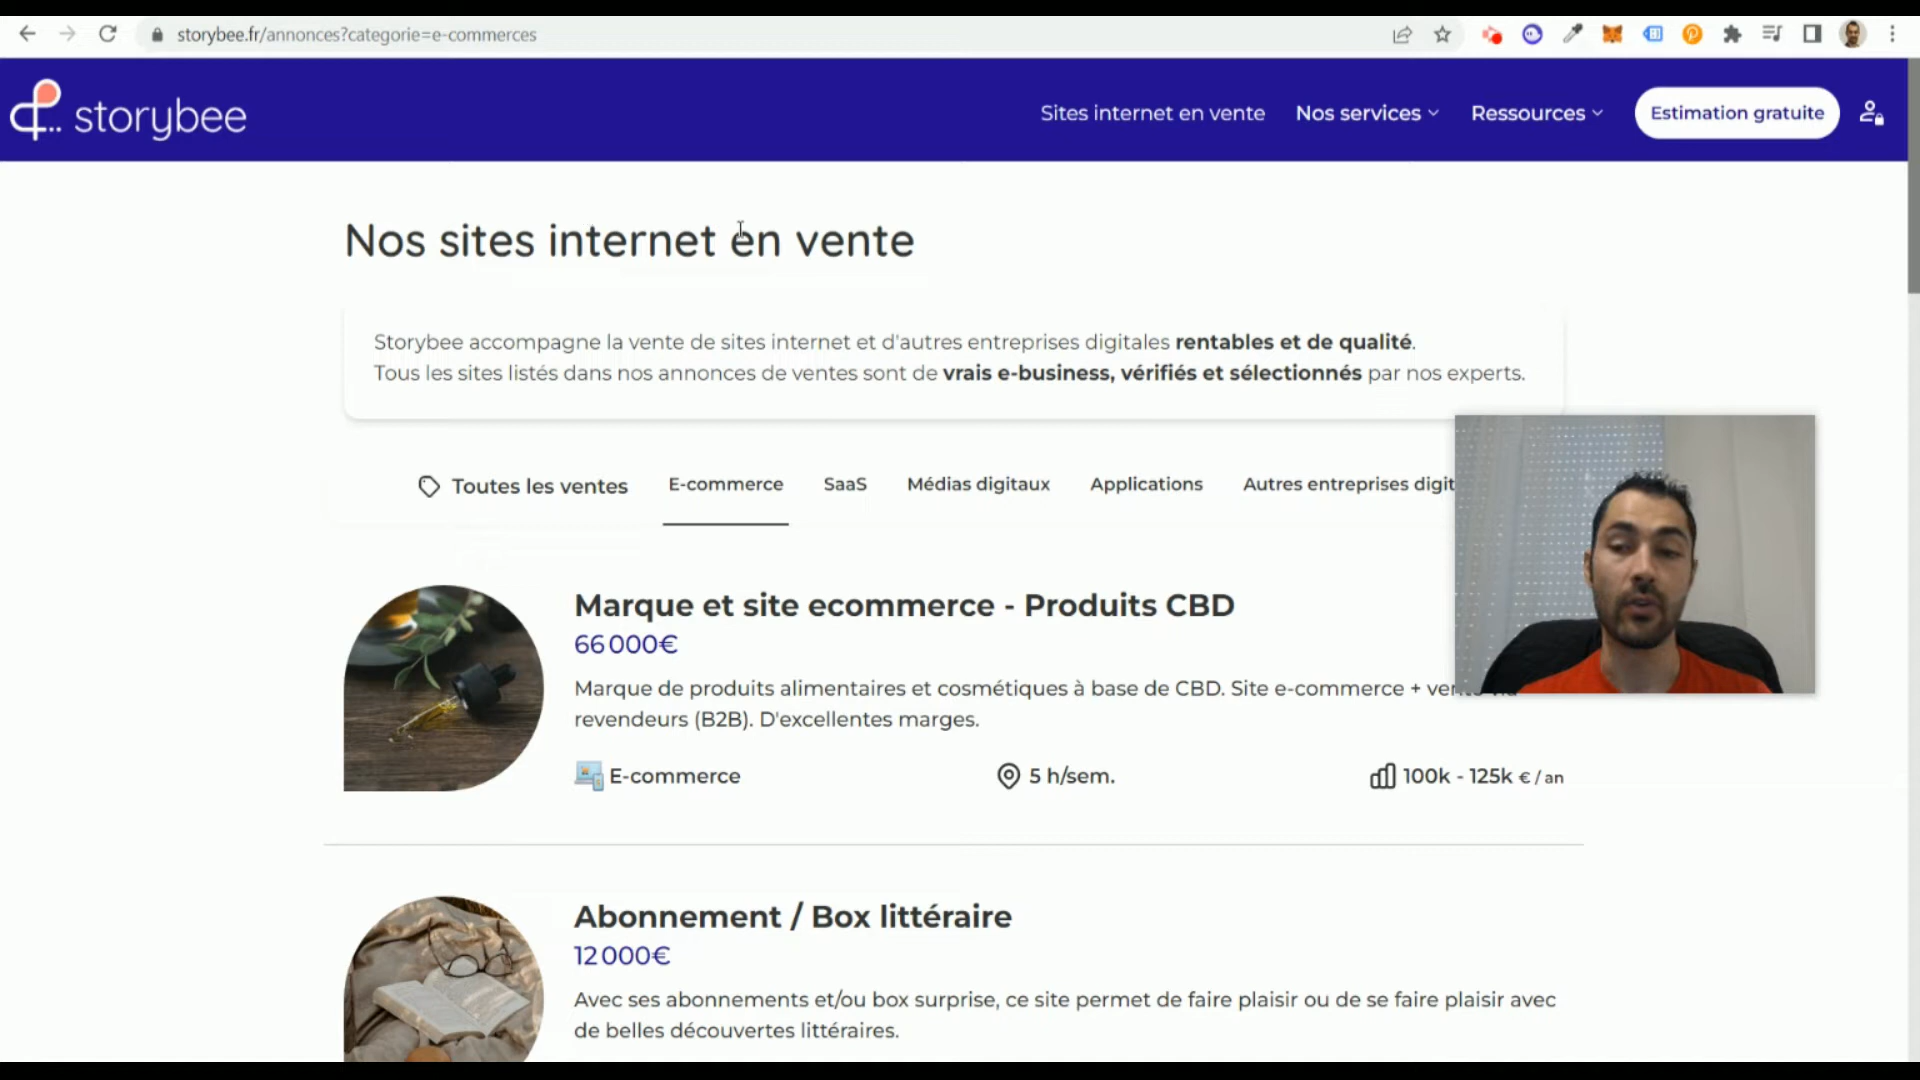 storybee.fr/annonces?categorie=e-commerces
storybee
Sites internet en vente
Nos services
Ressources
Estimation gratuite
Nos sites internet en vente
Storybee accompagne la vente de sites internet et d'autres entreprises digitales rentables et de qualité.
Tous les sites listés dans nos annonces de ventes sont de vrais e-business, vérifiés et sélectionnés par nos experts.
Toutes les ventes
E-commerce
SaaS
Médias digitaux
Applications
Autres entreprises digit
Marque et site ecommerce - Produits CBD
66 000€
Marque de produits alimentaires et cosmétiques à base de CBD. Site e-commerce +
revendeurs (B2B). D'excellentes marges.
E-commerce
5 h/sem.
100k - 125k € / an
Abonnement / Box littéraire
12 000€
Avec ses abonnements et/ou box surprise, ce site permet de faire plaisir ou de se faire plaisir avec
de belles découvertes littéraires.